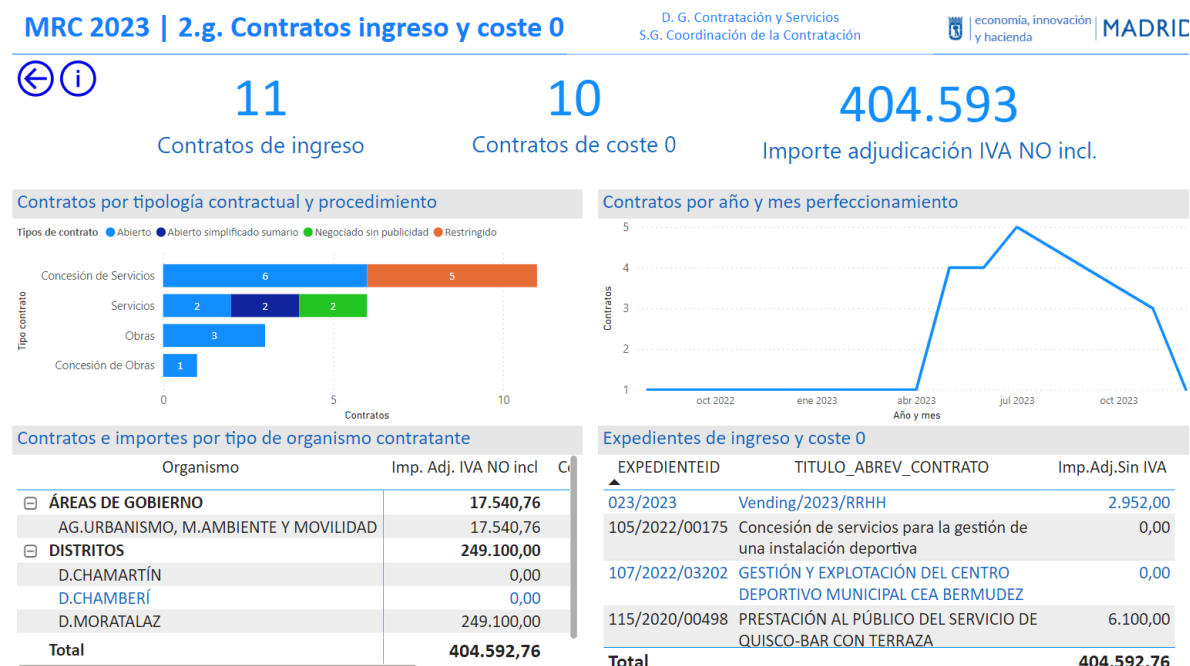 MRC 2023 | 2.g. Contratos ingreso y coste 0
D. G. Contratación y Servicios
S.G. Coordinación de la Contratación
economía, innovación
y hacienda
MADRID
11
Contratos de ingreso
10
Contratos de coste 0
404.593
Importe adjudicación IVA NO incl.
Contratos por tipología contractual y procedimiento
Tipos de contrato Abierto Abierto simplificado sumario Negociado sin publicidad Restringido
Tipo contrato
Concesión de Servicios 6 5
Servicios 2 2 2
Obras 3
Concesión de Obras 1
0 5 10
Contratos
Contratos por año y mes perfeccionamiento
Contratos
5
4
3
2
1
oct 2022 ene 2023 abr 2023 jul 2023 oct 2023
Año y mes
Contratos e importes por tipo de organismo contratante
Organismo Imp. Adj. IVA NO incl
ÁREAS DE GOBIERNO 17.540,76
AG.URBANISMO, M.AMBIENTE Y MOVILIDAD 17.540,76
DISTRITOS 249.100,00
D.CHAMARTÍN 0,00
D.CHAMBERÍ 0,00
D.MORATALAZ 249.100,00
Total 404.592,76
Expedientes de ingreso y coste 0
EXPEDIENTEID TITULO_ABREV_CONTRATO Imp.Adj.Sin IVA
023/2023 Vending/2023/RRHH 2.952,00
105/2022/00175 Concesión de servicios para la gestión de 0,00
una instalación deportiva
107/2022/03202 GESTIÓN Y EXPLOTACIÓN DEL CENTRO 0,00
DEPORTIVO MUNICIPAL CEA BERMUDEZ
115/2020/00498 PRESTACIÓN AL PÚBLICO DEL SERVICIO DE 6.100,00
QUISCO-BAR CON TERRAZA
Total 404.592,76